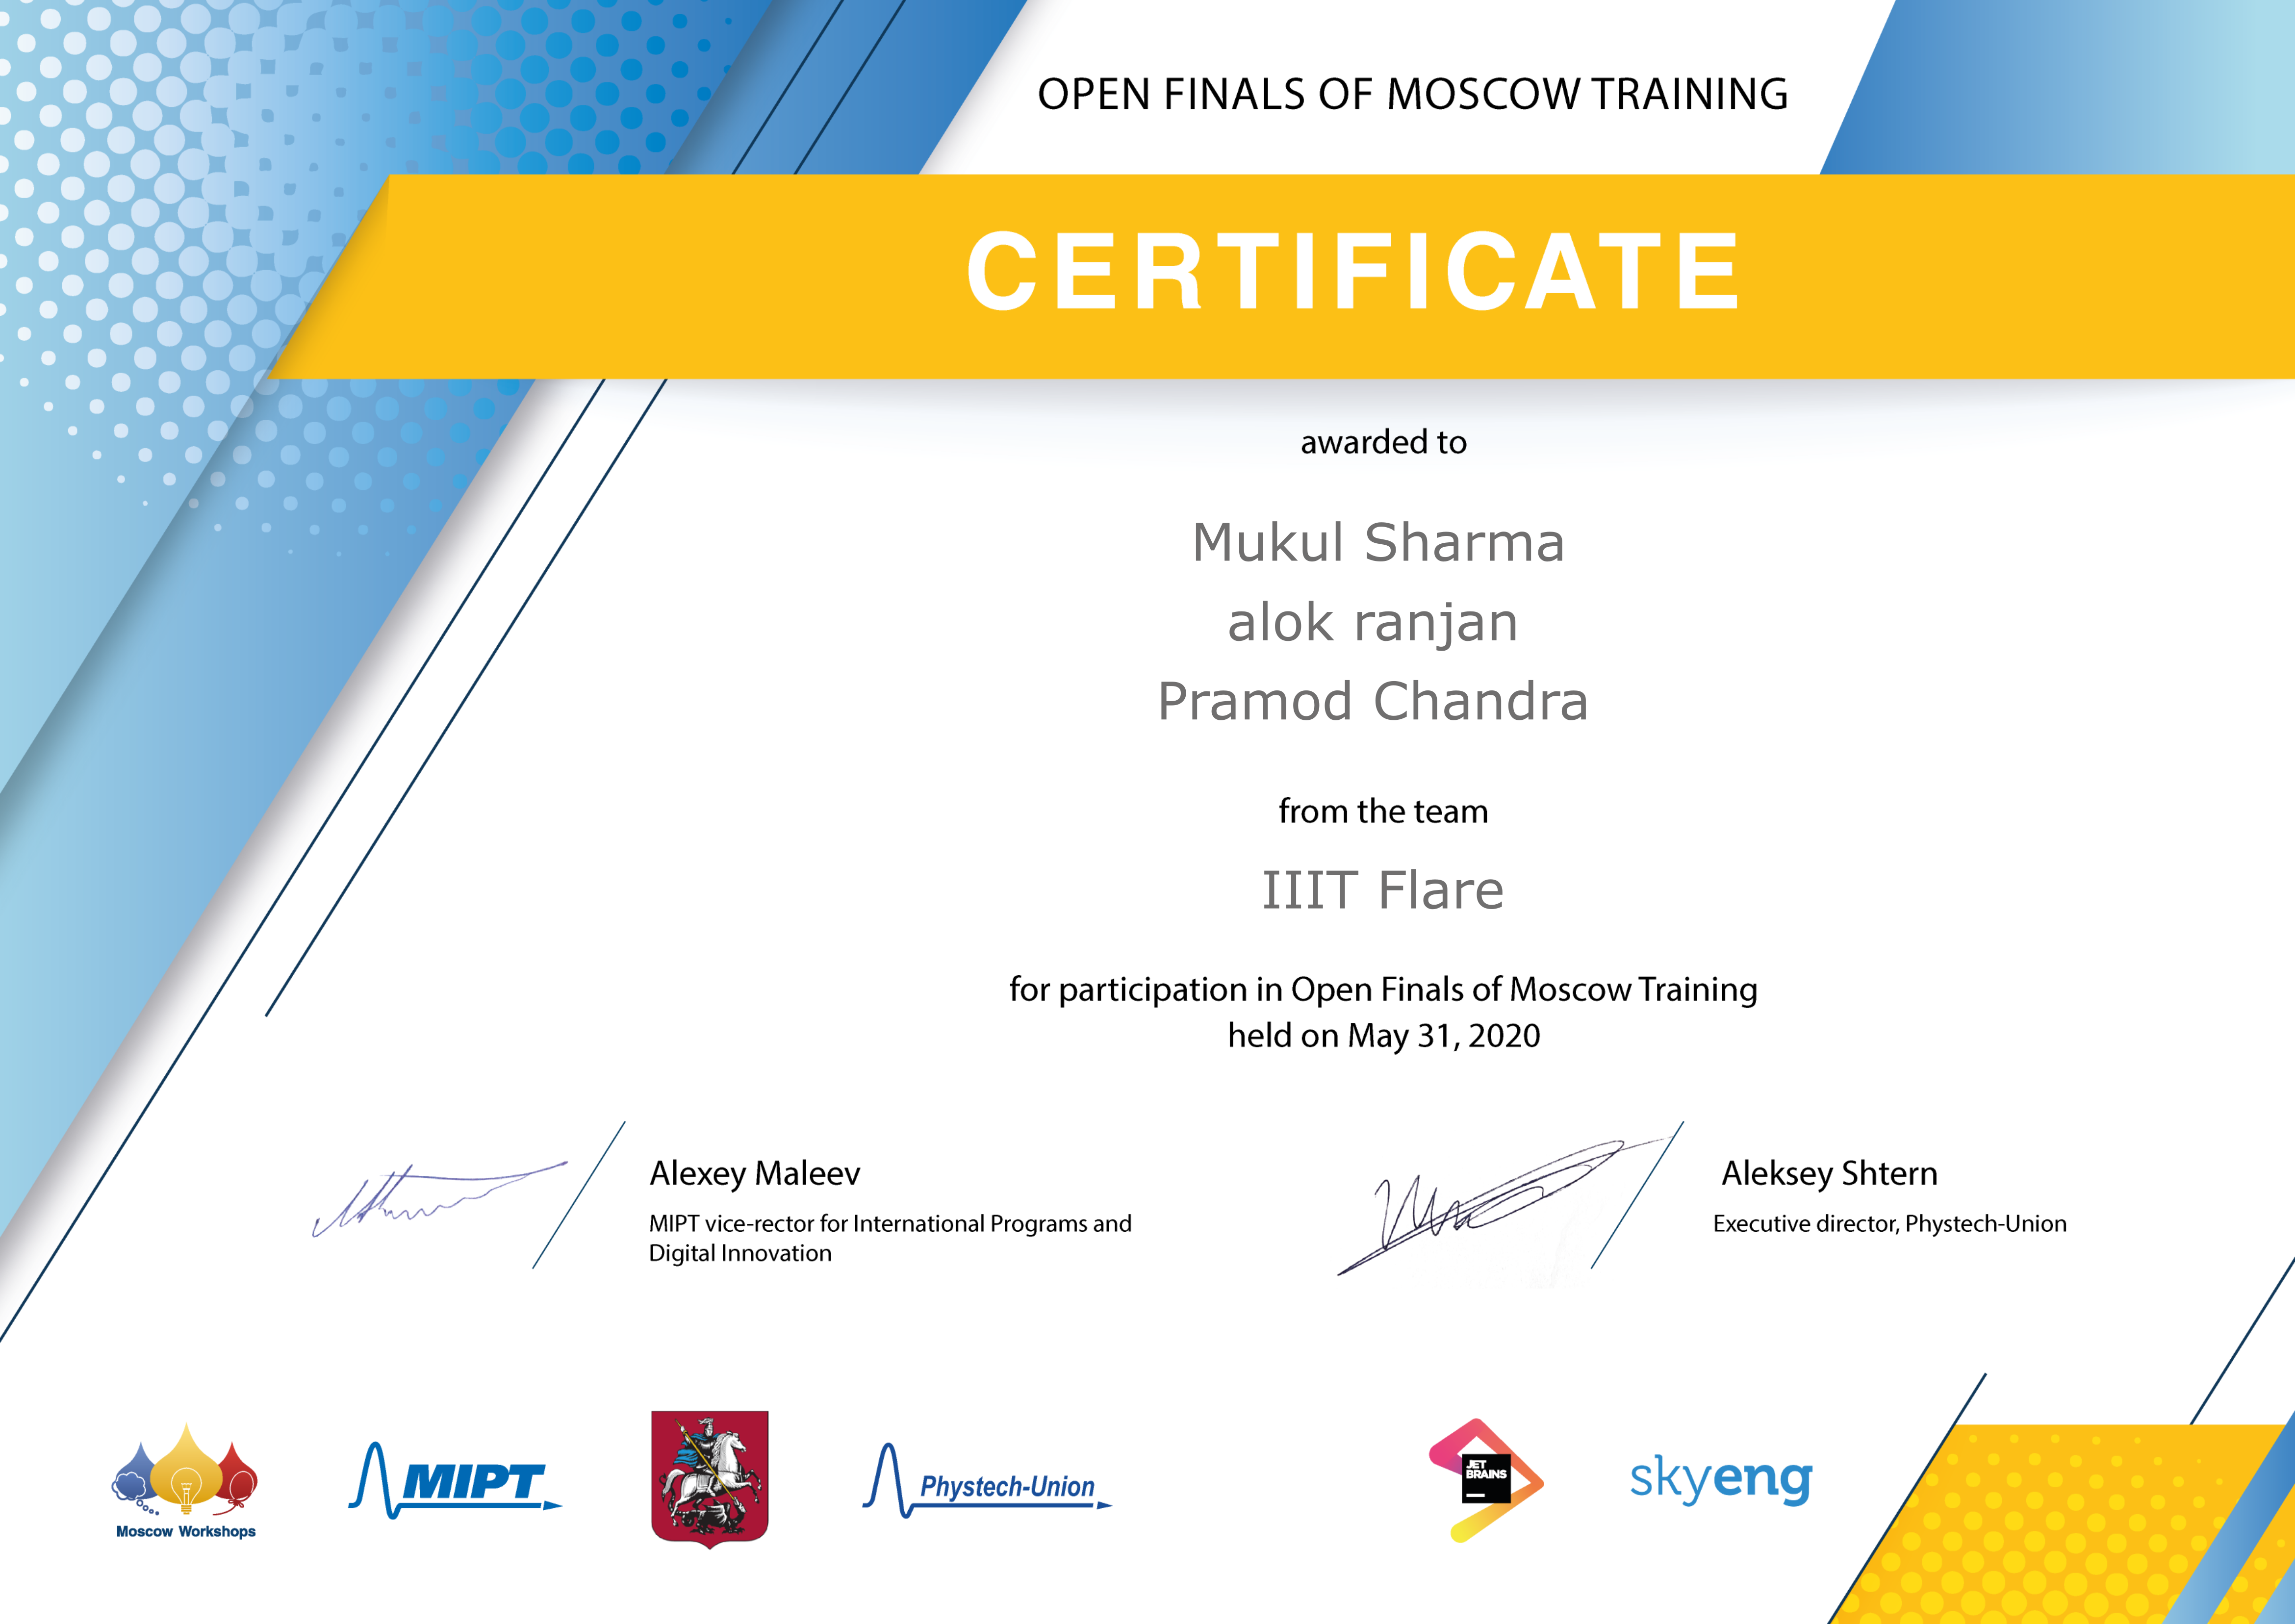 OPEN FINALS OF MOSCOW TRAINING
CERTIFICATE
awarded to
Mukul Sharma
alok ranjan
Pramod Chandra
from the team
IIIT Flare
for participation in Open Finals of Moscow Training
held on May 31, 2020
Alexey Maleev
MIPT vice-rector for International Programs and
Digital Innovation
Aleksey Shtern
Executive director, Phystech-Union
Moscow Workshops
MIPT
Phystech-Union
JET
BRAINS
skyeng